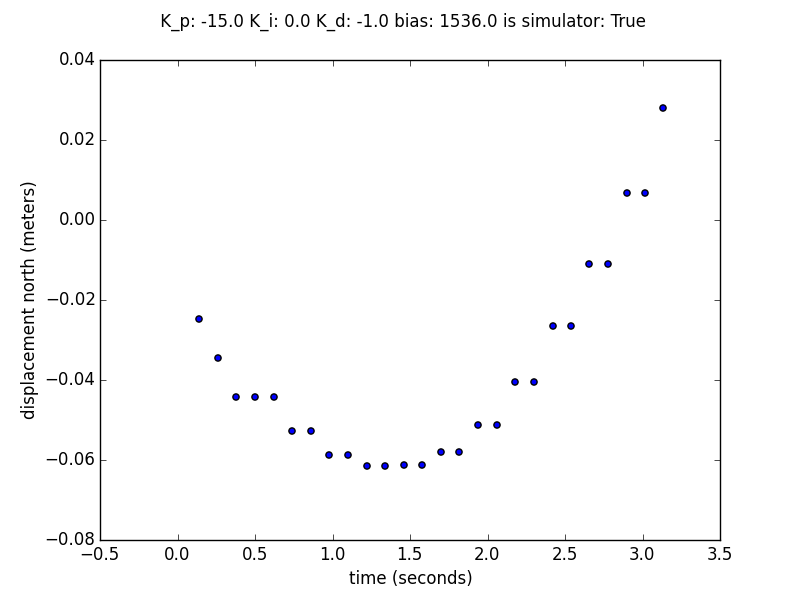 K_p: -15.0 K_i: 0.0 K_d: -1.0 bias: 1536.0 is simulator: True
0.04
0.02
0.00
−0.02
−0.04
−0.06
−0.08
displacement north (meters)
−0.5 0.0 0.5 1.0 1.5 2.0 2.5 3.0 3.5
time (seconds)